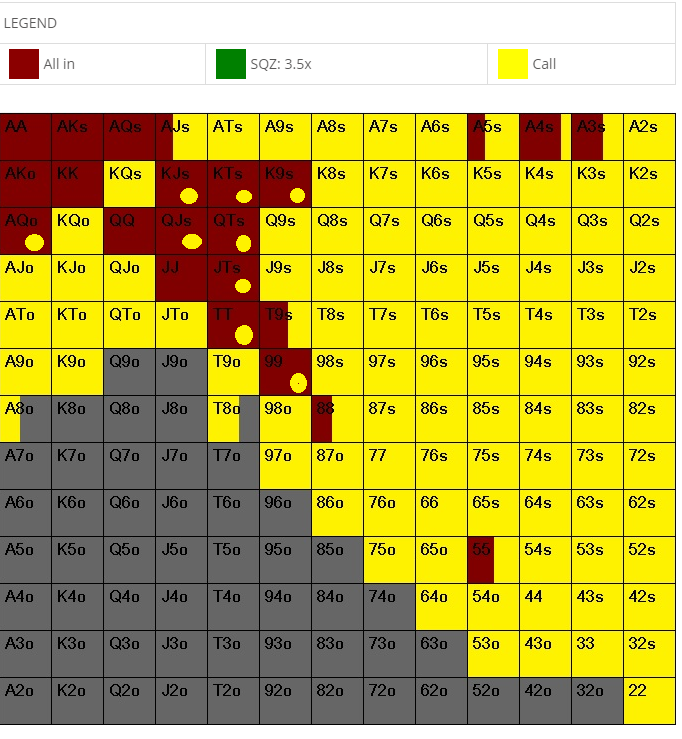 LEGEND
All in SQZ: 3.5x Call
AA AKs AQs AJs ATs A9s A8s A7s A6s A5s A4s A3s A2s
AKo KK KQs KJs KTs K9s K8s K7s K6s K5s K4s K3s K2s
AQo KQo QQ QJs QTs Q9s Q8s Q7s Q6s Q5s Q4s Q3s Q2s
AJo KJo QJo JJ JTs J9s J8s J7s J6s J5s J4s J3s J2s
ATo KTo QTo JTo TT T9s T8s T7s T6s T5s T4s T3s T2s
A9o K9o Q9o J9o T9o 99 98s 97s 96s 95s 94s 93s 92s
A8o K8o Q8o J8o T8o 98o 88 87s 86s 85s 84s 83s 82s
A7o K7o Q7o J7o T7o 97o 87o 77 76s 75s 74s 73s 72s
A6o K6o Q6o J6o T6o 96o 86o 76o 66 65s 64s 63s 62s
A5o K5o Q5o J5o T5o 95o 85o 75o 65o 55 54s 53s 52s
A4o K4o Q4o J4o T4o 94o 84o 74o 64o 54o 44 43s 42s
A3o K3o Q3o J3o T3o 93o 83o 73o 63o 53o 43o 33 32s
A2o K2o Q2o J2o T2o 92o 82o 72o 62o 52o 42o 32o 22